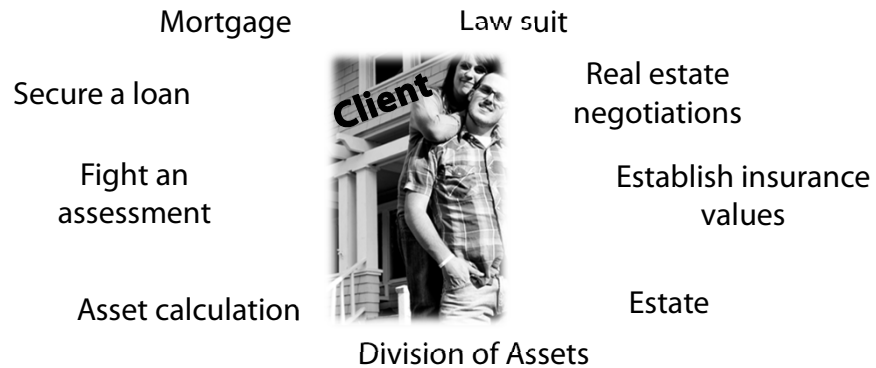 Mortgage
Law suit
Secure a loan
Client
Real estate
negotiations
Fight an
assessment
Establish insurance
values
Asset calculation
Estate
Division of Assets